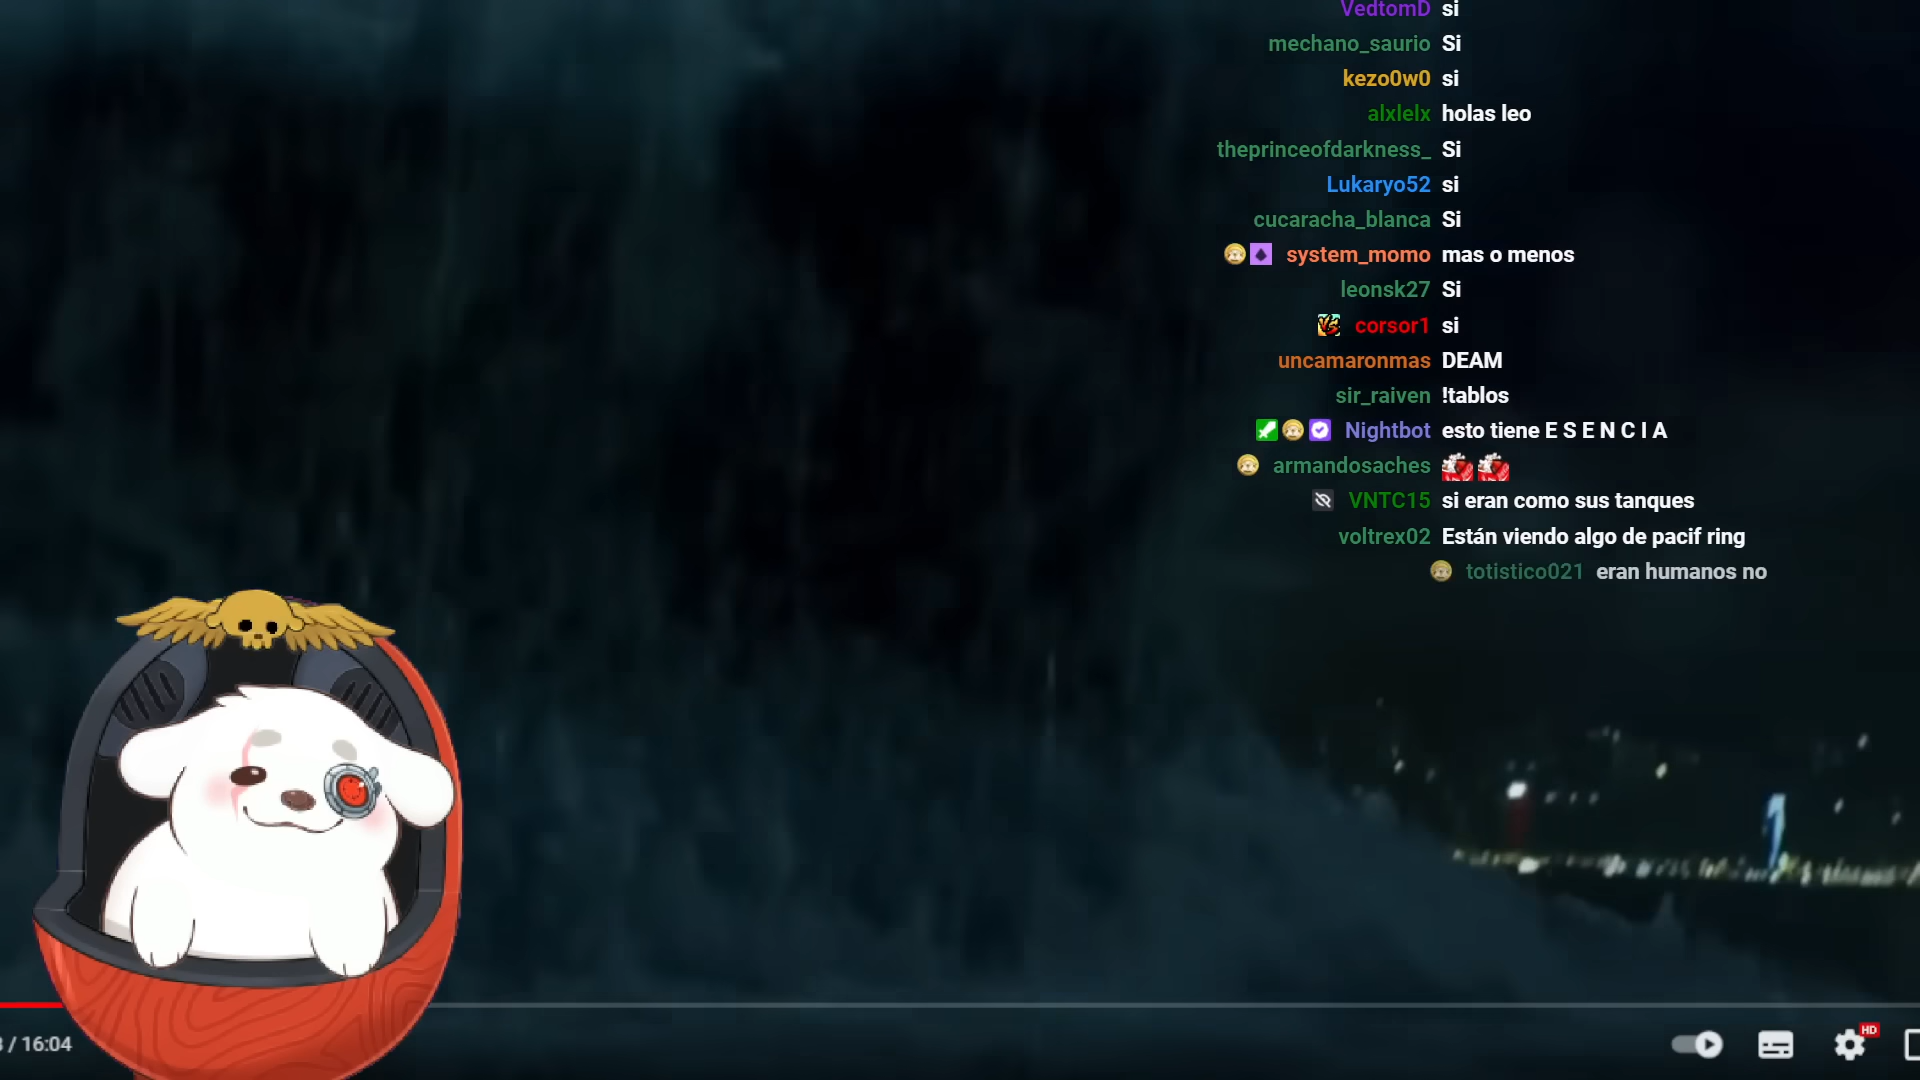 VedtomD si
mechano_saurio Si
kezo0w0 si
alxlelx holas leo
theprinceofdarkness_ Si
Lukaryo52 si
cucaracha_blanca Si
system_momo mas o menos
leonsk27 Si
corsor1 si
uncamaronmas DEAM
sir_raiven !tablos
Nightbot esto tiene E S E N C I A
armandosaches
VNTC15 si eran como sus tanques
voltrex02 Están viendo algo de pacif ring
totistico021 eran humanos no
/ 16:04
HD